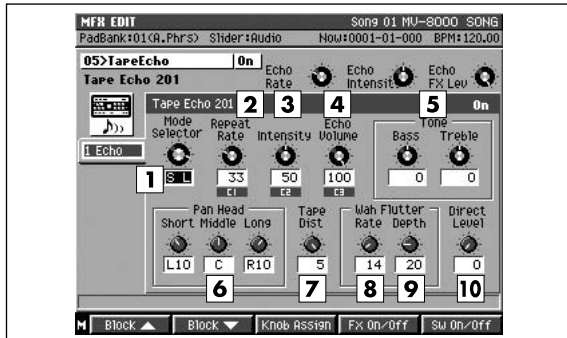 MFX EDIT Song 01 MV-8000 SONG
PadBank:01(A.Phrs) Slider:Audio Now:0001-01-000 BPM:120.00
05>TapeEcho On
Tape Echo 201
Echo Rate Echo Intensit Echo FX Lev
Tape Echo 201 2 3 4 5 On
Mode Selector Repeat Rate Intensity Echo Volume
Tone
Bass Treble
1 Echo
1 S L 33 50 100 0 0
C1 C2 C3
Pan Head
Short Middle Long
Tape Dist
Wah Flutter
Rate Depth
Direct Level
L10 C R10 5 14 20 0
6 7 8 9 10
M Block ▲ Block ▼ Knob Assign Fx On/Off Sw On/Off